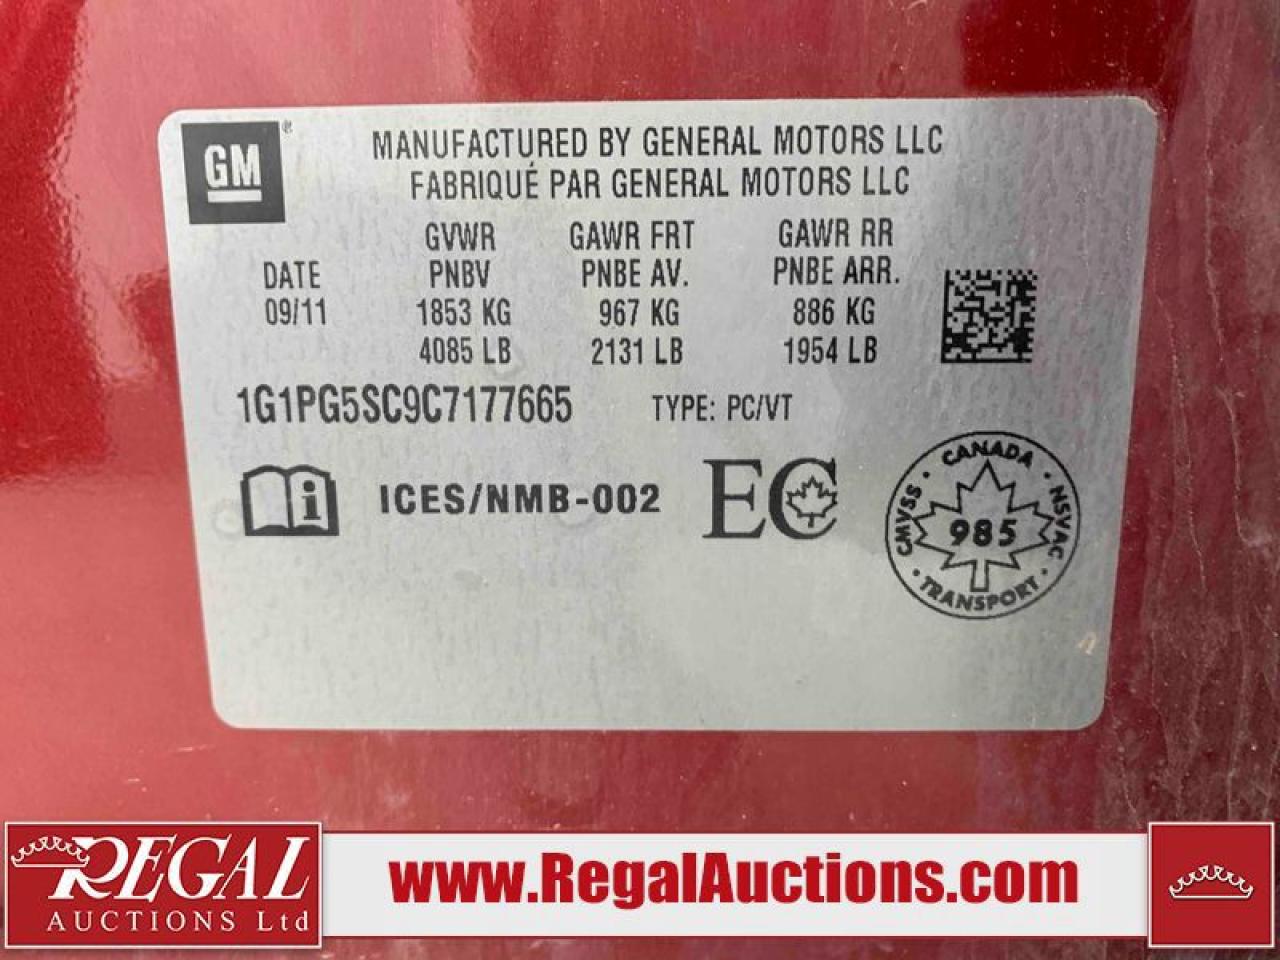 GM®
MANUFACTURED BY GENERAL MOTORS LLC
FABRIQUÉ PAR GENERAL MOTORS LLC
GVWR GAWR FRT GAWR RR
DATE PNBV PNBE AV. PNBE ARR.
09/11 1853 KG 967 KG 886 KG
4085 LB 2131 LB 1954 LB
1G1PG5SC9C7177665 TYPE: PC/VT
i ICES/NMB-002 EC
CANADA
CMVSS 985 NSVAC
TRANSPORT
REGAL
AUCTIONS Ltd
www.RegalAuctions.com